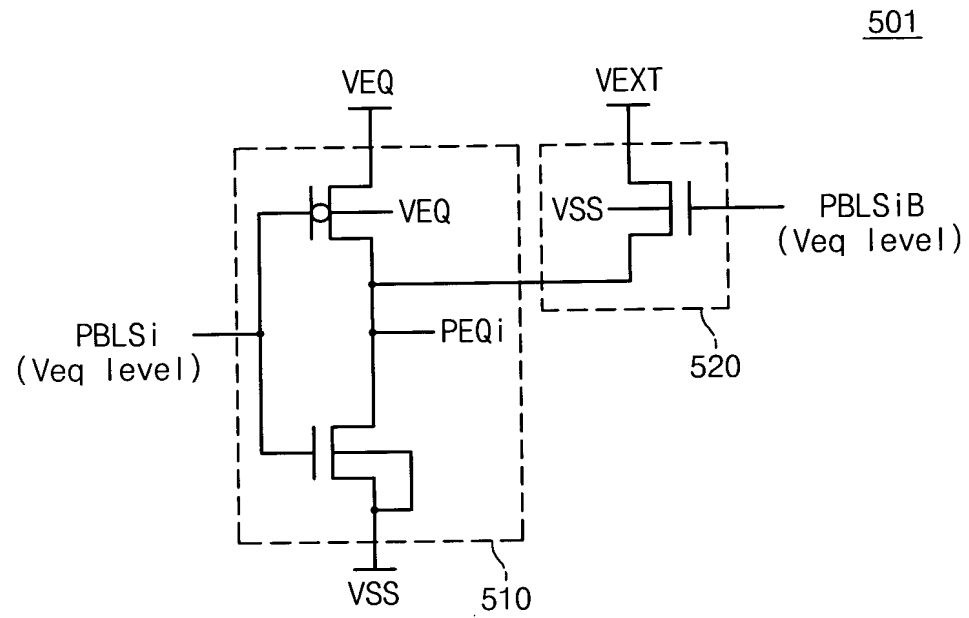 501
VEQ
VEXT
VEQ
VSS
PBLSiB
(Veq level)
PBLSi
(Veq level)
PEQi
520
VSS
510